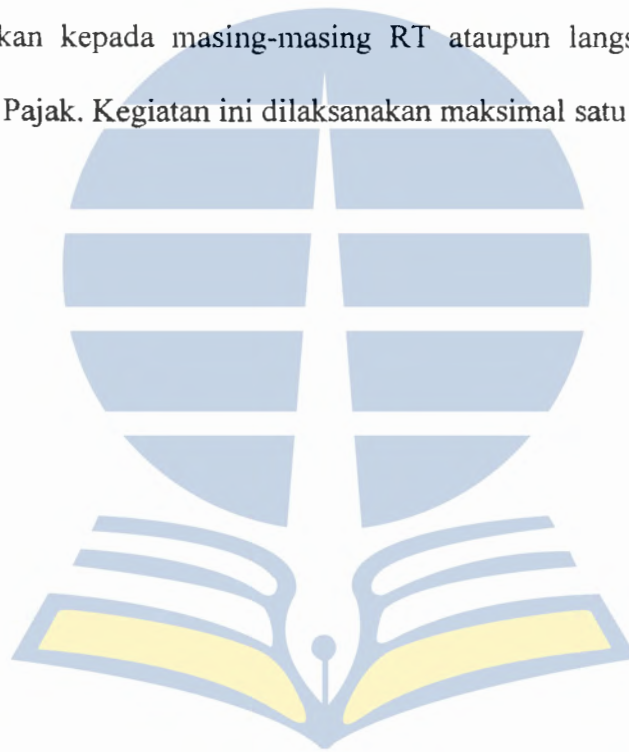 kan kepada masing-masing RT ataupun langs
Pajak. Kegiatan ini dilaksanakan maksimal satu